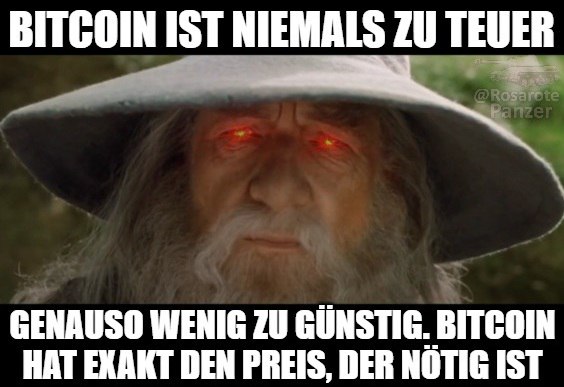 BITCOIN IST NIEMALS ZU TEUER
@Rosarote
Panzer
GENAUSO WENIG ZU GÜNSTIG. BITCOIN
HAT EXAKT DEN PREIS, DER NÖTIG IST